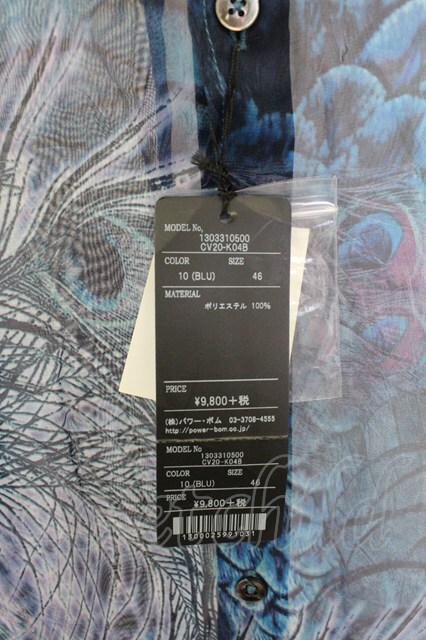 MODEL No,
1303310500
CV20-K04B
COLOR SIZE
10 (BLU) 46
MATERIAL
ポリエステル 100%
PRICE
¥9,800+税
(株)パワー・ボム 03-3708-4555
http://power-bom.co.jp/
MODEL No
1303310500
CV20-K04B
COLOR SIZE
10 (BLU) 46
PRICE
¥9,800+税
1300025991031